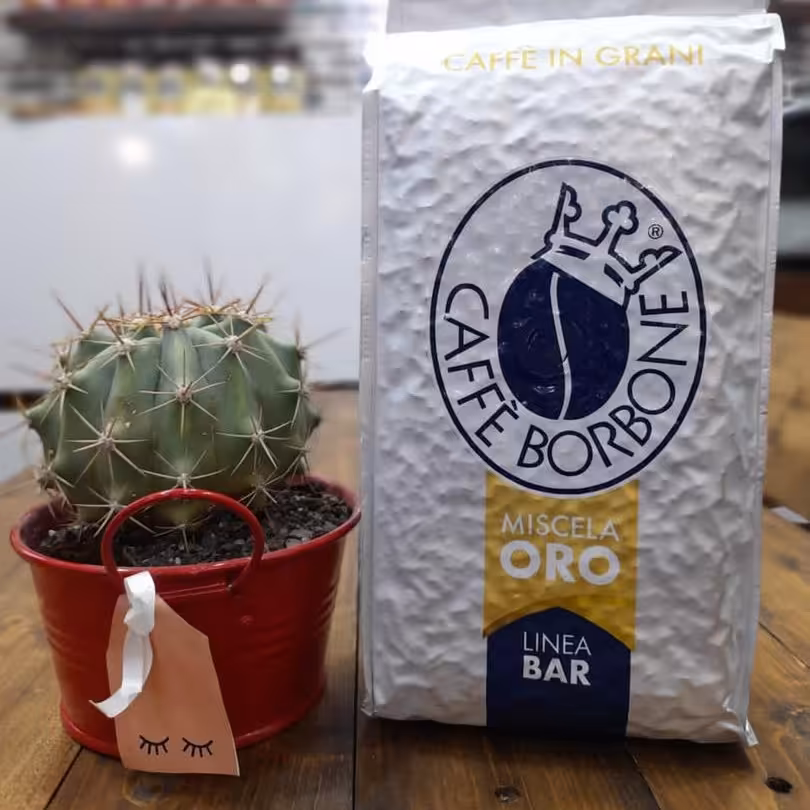 CAFFÈ IN GRANI
CAFFÈ BORBONE
®
MISCELA
ORO
LINEA
BAR